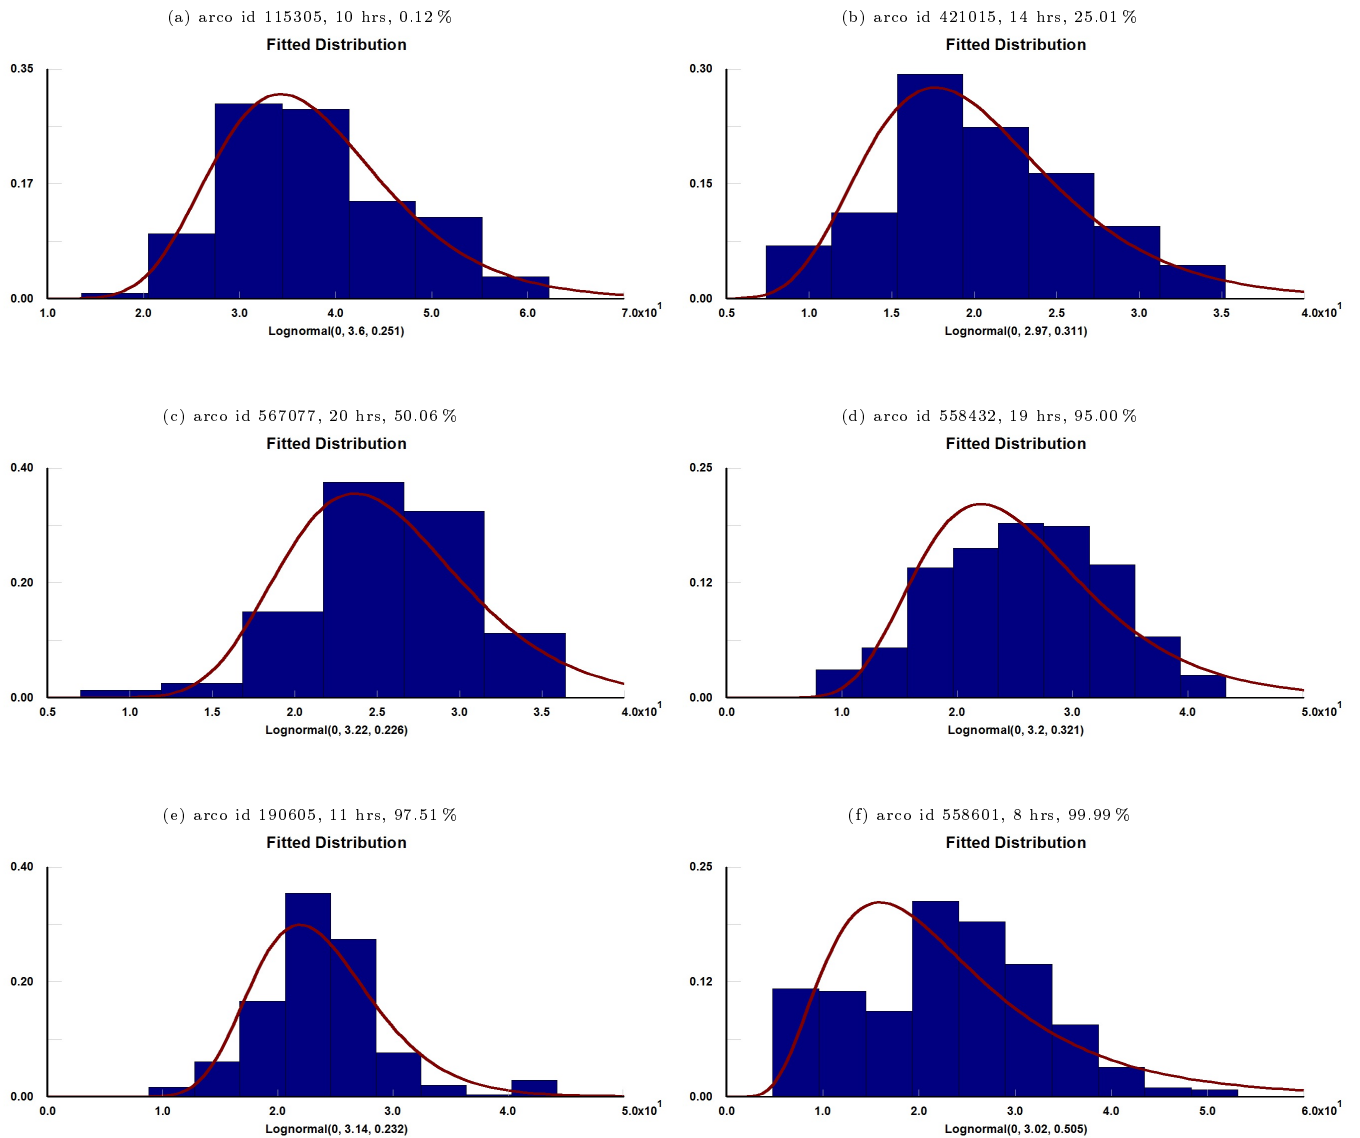 (a) arco id 115305, 10 hrs, 0.12 %
Fitted Distribution
0.35
0.17
0.00
1.0 2.0 3.0 4.0 5.0 6.0 7.0x10^1
Lognormal(0, 3.6, 0.251)
(b) arco id 421015, 14 hrs, 25.01 %
Fitted Distribution
0.30
0.15
0.00
0.5 1.0 1.5 2.0 2.5 3.0 3.5 4.0x10^1
Lognormal(0, 2.97, 0.311)
(c) arco id 567077, 20 hrs, 50.06 %
Fitted Distribution
0.40
0.20
0.00
0.5 1.0 1.5 2.0 2.5 3.0 3.5 4.0x10^1
Lognormal(0, 3.22, 0.226)
(d) arco id 558432, 19 hrs, 95.00 %
Fitted Distribution
0.25
0.12
0.00
0.0 1.0 2.0 3.0 4.0 5.0x10^1
Lognormal(0, 3.2, 0.321)
(e) arco id 190605, 11 hrs, 97.51 %
Fitted Distribution
0.40
0.20
0.00
0.0 1.0 2.0 3.0 4.0 5.0x10^1
Lognormal(0, 3.14, 0.232)
(f) arco id 558601, 8 hrs, 99.99 %
Fitted Distribution
0.25
0.12
0.00
0.0 1.0 2.0 3.0 4.0 5.0 6.0x10^1
Lognormal(0, 3.02, 0.505)